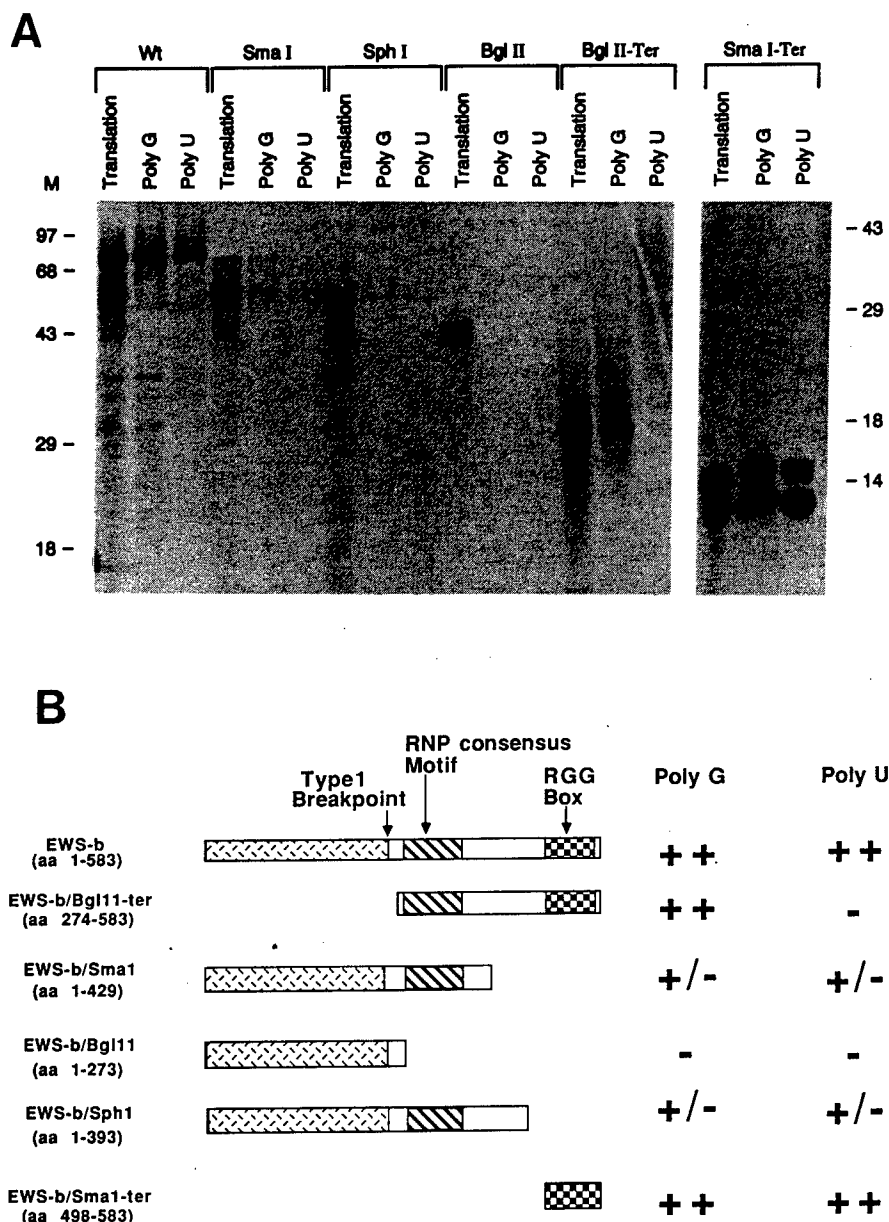 A
Wt Sma I Sph I Bgl II Bgl II-Ter Sma I-Ter
Translation Poly G Poly U Translation Poly G Poly U Translation Poly G Poly U Translation Poly G Poly U Translation Poly G Poly U Translation Poly G Poly U
M
97 –
68 –
43 –
29 –
18 –
– 43
– 29
– 18
– 14
B
RNP consensus
Motif
Type1
Breakpoint
RGG
Box
Poly G Poly U
EWS-b
(aa 1-583)
+ + + +
EWS-b/Bgl11-ter
(aa 274-583)
+ + -
EWS-b/Sma1
(aa 1-429)
+/- +/-
EWS-b/Bgl11
(aa 1-273)
- -
EWS-b/Sph1
(aa 1-393)
+/- +/-
EWS-b/Sma1-ter
(aa 498-583)
+ + + +